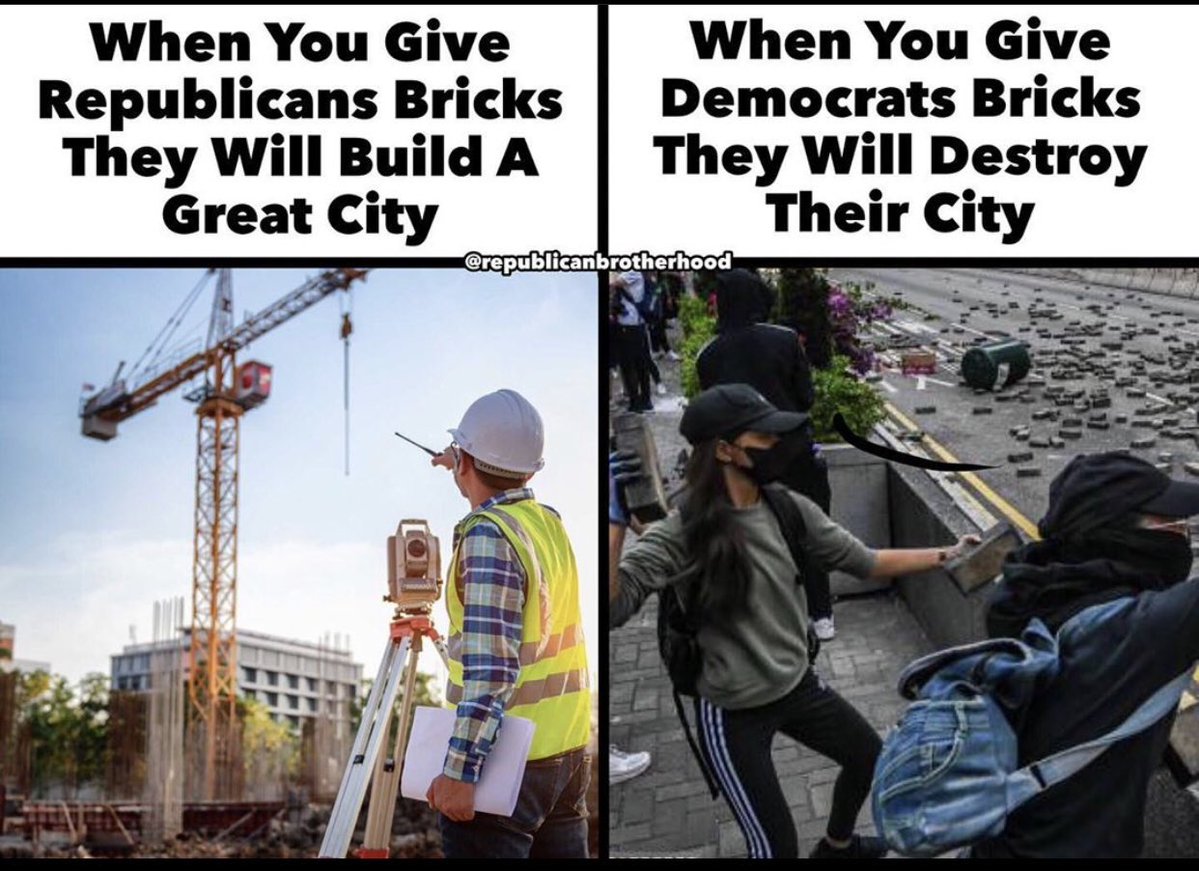 When You Give
Republicans Bricks
They Will Build A
Great City
When You Give
Democrats Bricks
They Will Destroy
Their City
@republicanbrotherhood